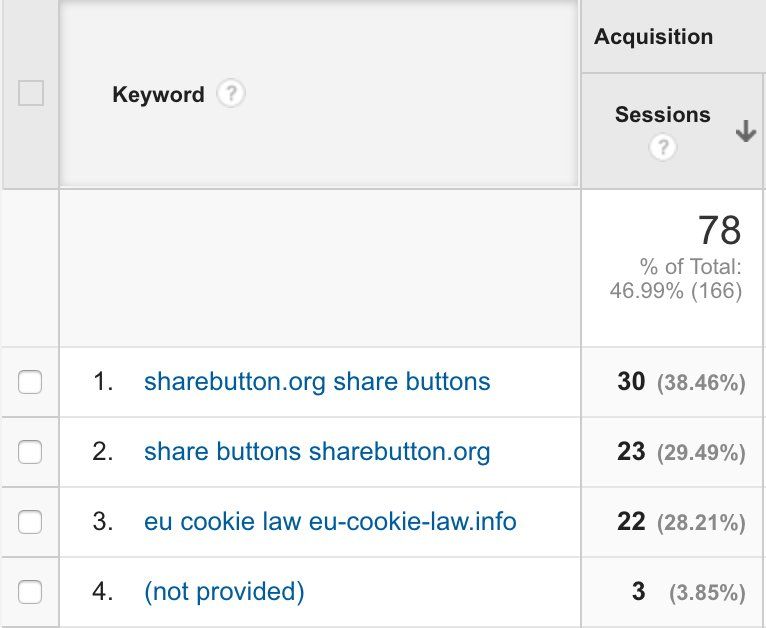 Acquisition
Keyword ?
Sessions
?
78
% of Total:
46.99% (166)
1. sharebutton.org share buttons 30 (38.46%)
2. share buttons sharebutton.org 23 (29.49%)
3. eu cookie law eu-cookie-law.info 22 (28.21%)
4. (not provided) 3 (3.85%)